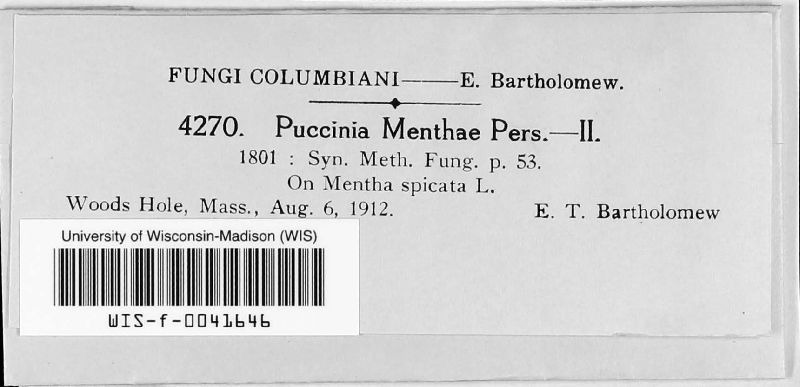 FUNGI COLUMBIANI——E. Bartholomew.
4270. Puccinia Menthae Pers.—II.
1801 : Syn. Meth. Fung. p. 53.
On Mentha spicata L.
Woods Hole, Mass., Aug. 6, 1912. E. T. Bartholomew
University of Wisconsin-Madison (WIS)
WIS-f-0041646